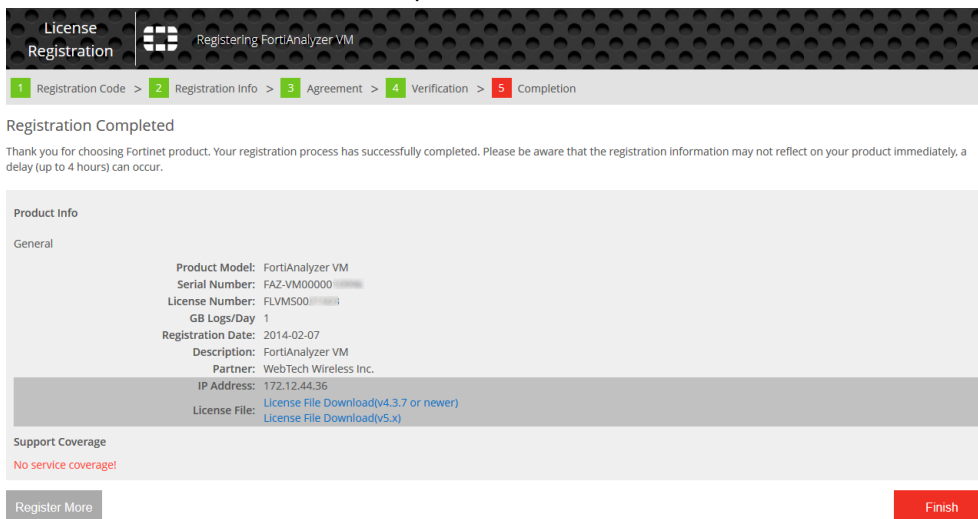 License
Registration
Registering FortiAnalyzer VM
1 Registration Code > 2 Registration Info > 3 Agreement > 4 Verification > 5 Completion
Registration Completed
Thank you for choosing Fortinet product. Your registration process has successfully completed. Please be aware that the registration information may not reflect on your product immediately, a
delay (up to 4 hours) can occur.
Product Info
General
Product Model: FortiAnalyzer VM
Serial Number: FAZ-VM00000
License Number: FLVMS00
GB Logs/Day 1
Registration Date: 2014-02-07
Description: FortiAnalyzer VM
Partner: WebTech Wireless Inc.
IP Address: 172.12.44.36
License File: License File Download(v4.3.7 or newer)
License File Download(v5.x)
Support Coverage
No service coverage!
Register More
Finish